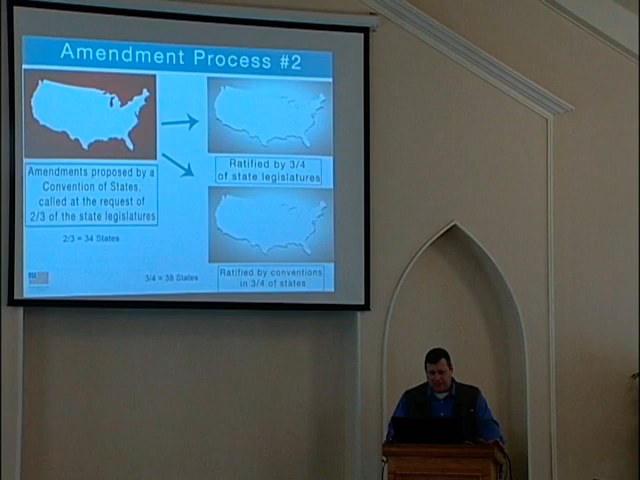 Amendment Process #2
Amendments proposed by a
Convention of States,
called at the request of
2/3 of the state legislatures
2/3 = 34 States
Ratified by 3/4
of state legislatures
3/4 = 38 States
Ratified by conventions
in 3/4 of states